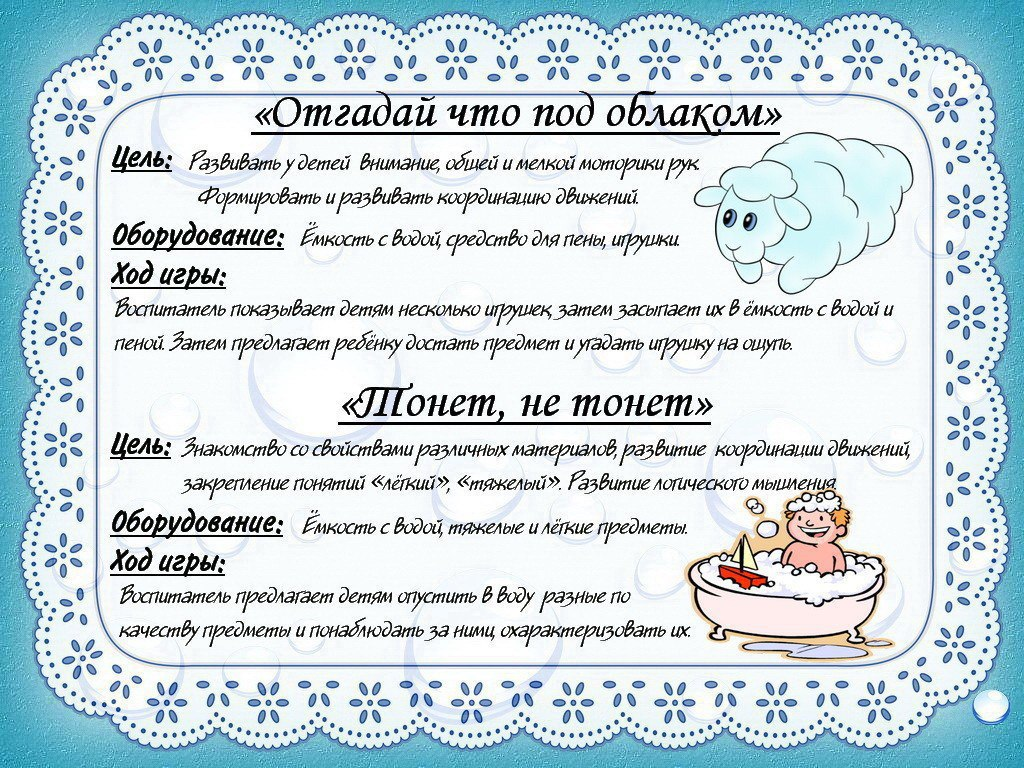 «Отгадай что под облаком»
Цель: Развивать у детей внимание, общей и мелкой моторики рук.
Формировать и развивать координацию движений.
Оборудование: Ёмкость с водой, средство для пены, игрушки.
Ход игры:
Воспитатель показывает детям несколько игрушек, затем засыпает их в ёмкость с водой и
пеной. Затем предлагает ребёнку достать предмет и угадать игрушку на ощупь.
«Тонет, не тонет»
Цель: Знакомство со свойствами различных материалов, развитие координации движений,
закрепление понятий «лёгкий», «тяжелый». Развитие логического мышления.
Оборудование: Ёмкость с водой, тяжелые и лёгкие предметы.
Ход игры:
Воспитатель предлагает детям опустить в воду разные по
качеству предметы и понаблюдать за ними, охарактеризовать их.